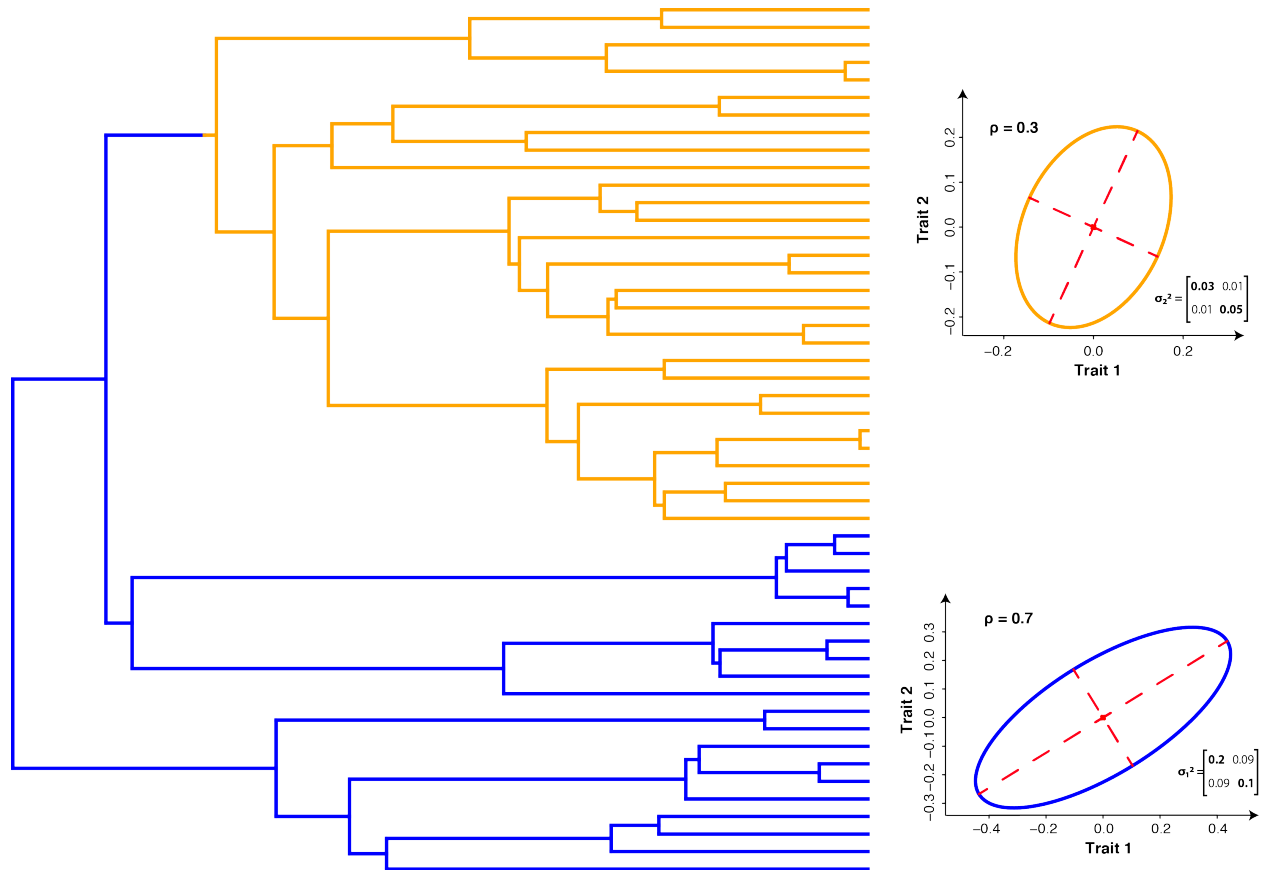 ρ = 0.3
0.2
0.1
0.0
−0.1
−0.2
Trait 2
σ₂² = [0.03 0.01
0.01 0.05]
−0.2 0.0 0.2
Trait 1
ρ = 0.7
0.3
0.2
0.1
0.0
−0.1
−0.2
−0.3
Trait 2
σ₁² = [0.2 0.09
0.09 0.1]
−0.4 −0.2 0.0 0.2 0.4
Trait 1